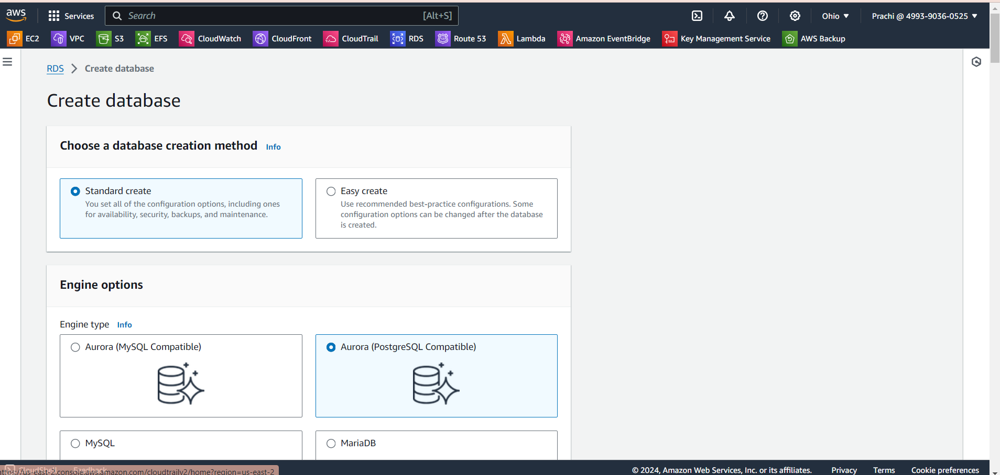 aws
Services
Search
[Alt+S]
Ohio
Prachi @ 4993-9036-0525
EC2
VPC
S3
EFS
CloudWatch
CloudFront
CloudTrail
RDS
Route 53
Lambda
Amazon EventBridge
Key Management Service
AWS Backup
RDS
Create database
Create database
Choose a database creation method
Info
Standard create
You set all of the configuration options, including ones
for availability, security, backups, and maintenance.
Easy create
Use recommended best-practice configurations. Some
configuration options can be changed after the database
is created.
Engine options
Engine type
Info
Aurora (MySQL Compatible)
Aurora (PostgreSQL Compatible)
MySQL
MariaDB
CloudShell
Feedback
https://us-east-2.console.aws.amazon.com/cloudtrailv2/home?region=us-east-2
© 2024, Amazon Web Services, Inc. or its affiliates.
Privacy
Terms
Cookie preferences